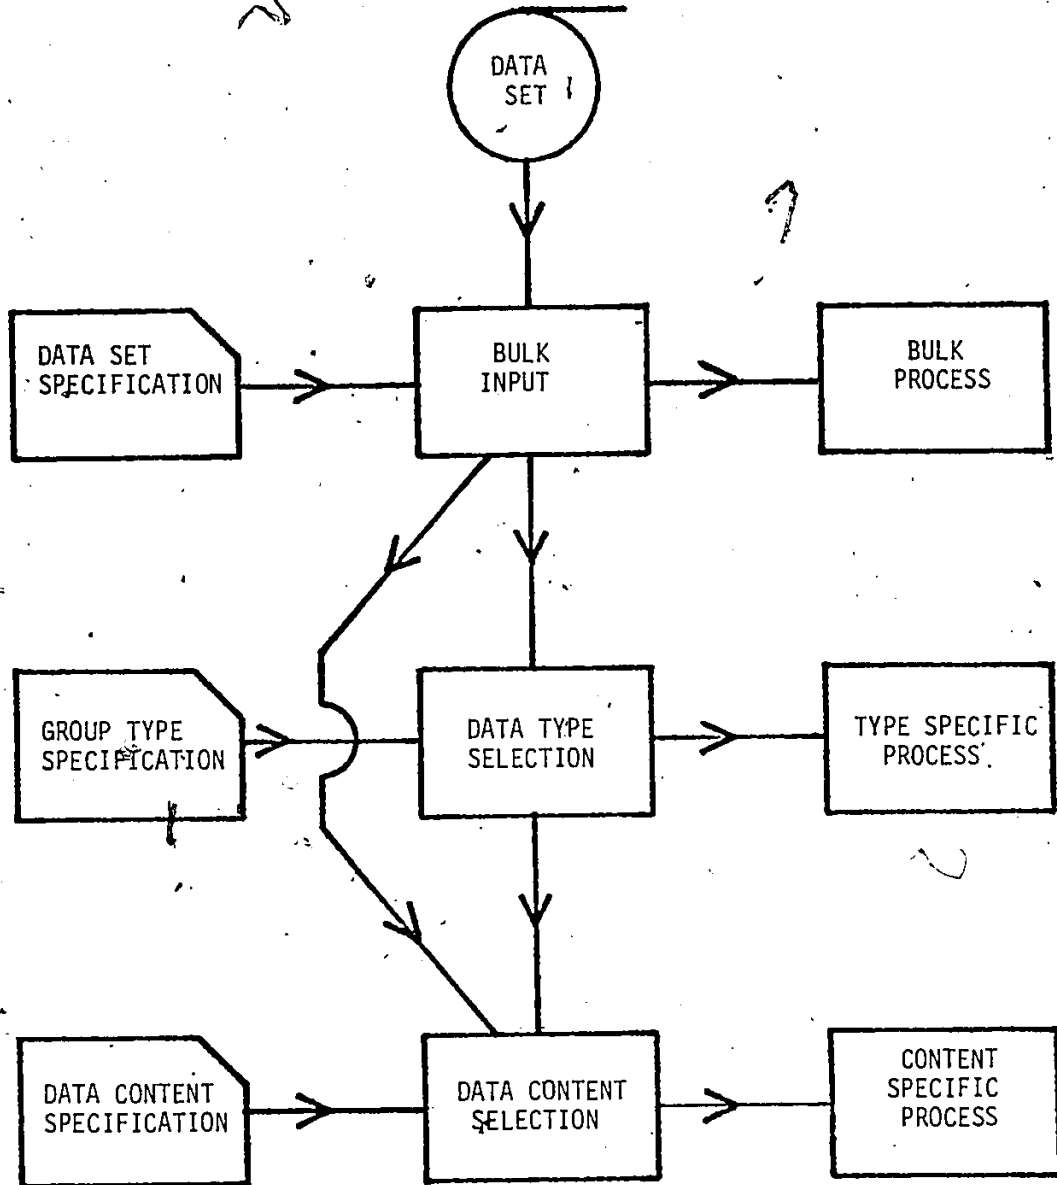 DATA
SET
DATA SET
SPECIFICATION
BULK
INPUT
BULK
PROCESS
GROUP TYPE
SPECIFICATION
DATA TYPE
SELECTION
TYPE SPECIFIC
PROCESS
DATA CONTENT
SPECIFICATION
DATA CONTENT
SELECTION
CONTENT
SPECIFIC
PROCESS